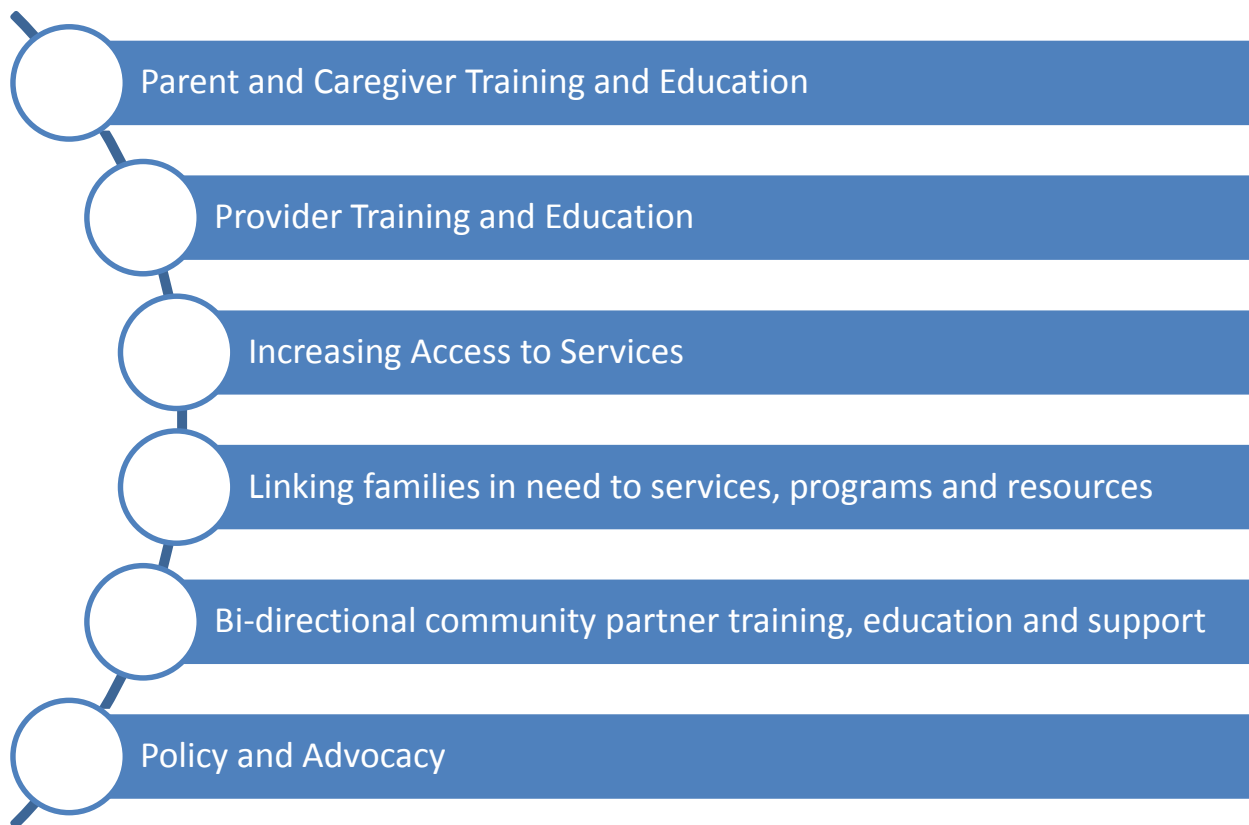 Parent and Caregiver Training and Education
Provider Training and Education
Increasing Access to Services
Linking families in need to services, programs and resources
Bi-directional community partner training, education and support
Policy and Advocacy